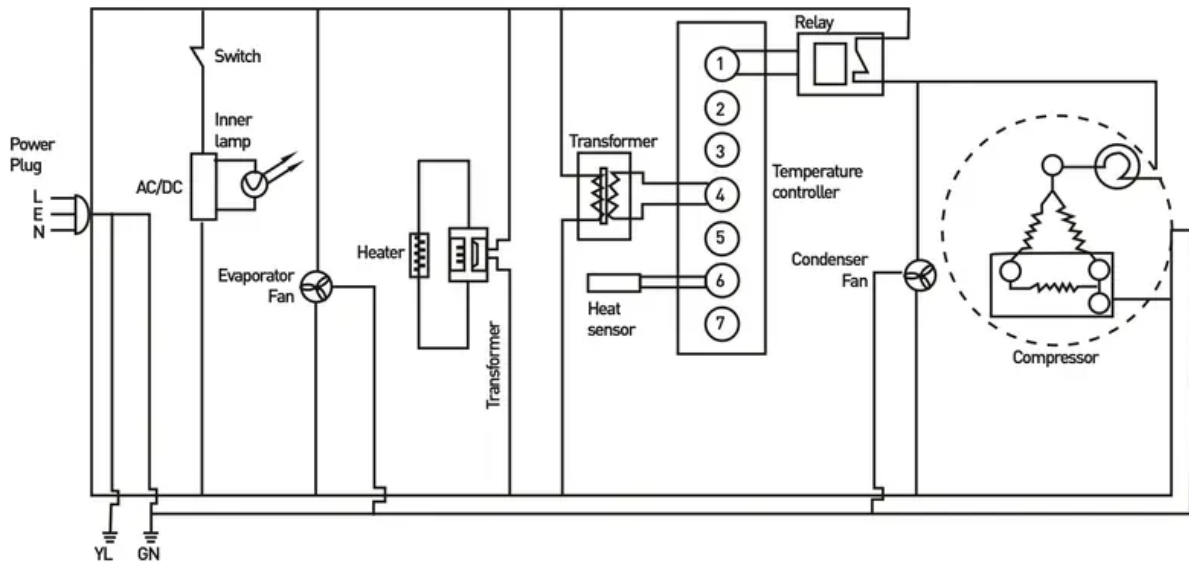 Relay
Switch
1
2
Inner
lamp
Power
Plug
Transformer
3
AC/DC
Temperature
controller
L
E
N
4
5
Heater
Evaporator
Fan
Condenser
Fan
6
Heat
sensor
7
Transformer
Compressor
YL
GN